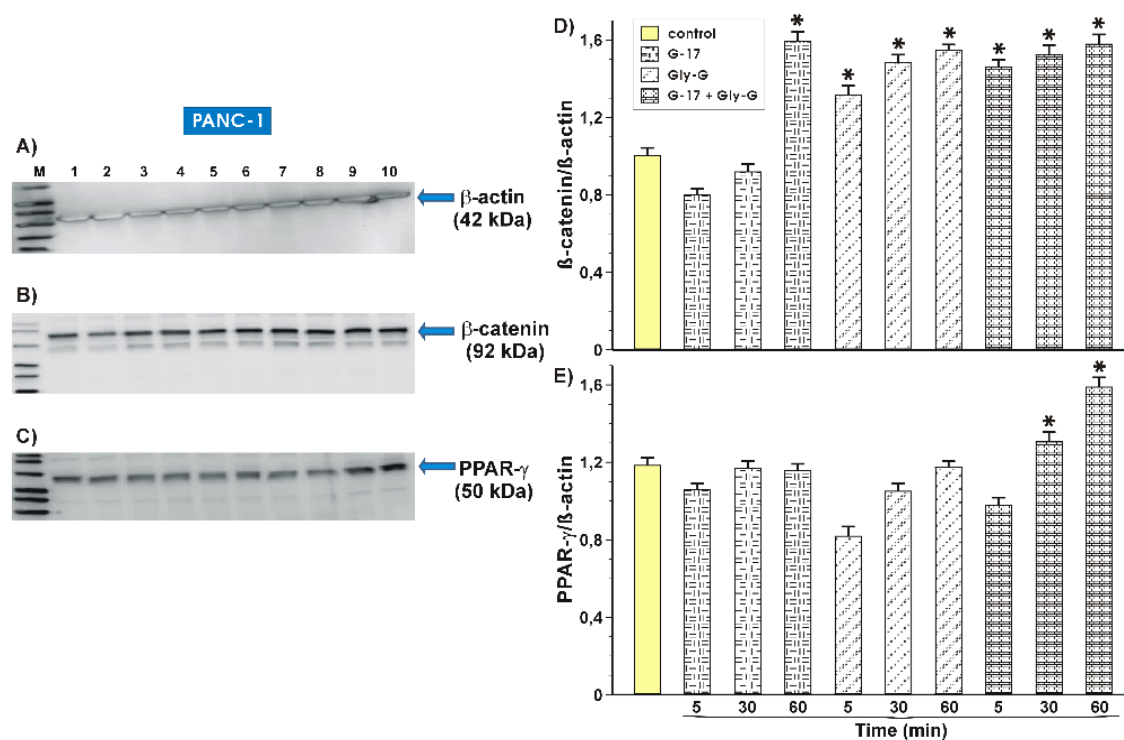 PANC-1
A)
M 1 2 3 4 5 6 7 8 9 10
β-actin
(42 kDa)
B)
β-catenin
(92 kDa)
C)
PPAR-γ
(50 kDa)
D)
ß-catenin/ß-actin
1,6
1,2
0,8
0,4
0
control
G-17
Gly-G
G-17 + Gly-G
* * * * * * *
E)
PPAR-γ/ß-actin
1,6
1,2
0,8
0,4
0
* *
5 30 60 5 30 60 5 30 60
Time (min)